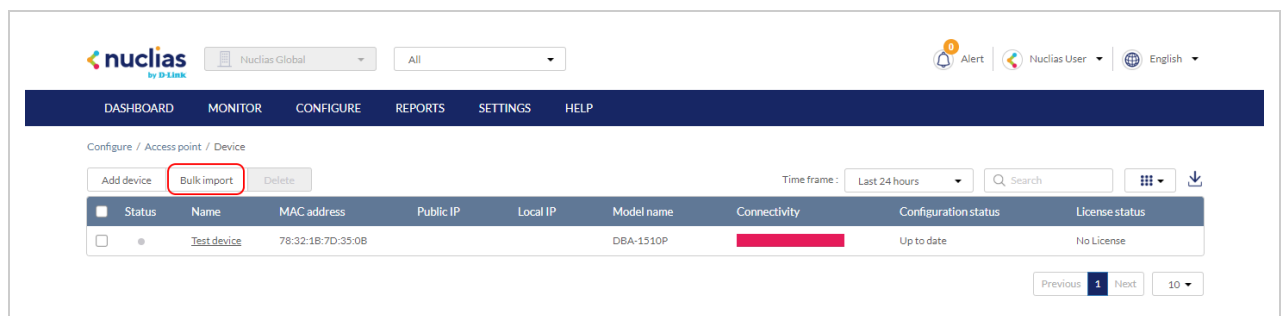 nuclias
by D-Link
Nuclias Global
All
0
Alert
Nuclias User
English
DASHBOARD MONITOR CONFIGURE REPORTS SETTINGS HELP
Configure / Access point / Device
Add device Bulk import Delete Time frame : Last 24 hours Search
Status Name MAC address Public IP Local IP Model name Connectivity Configuration status License status
Test device 78:32:1B:7D:35:0B DBA-1510P Up to date No License
Previous 1 Next 10